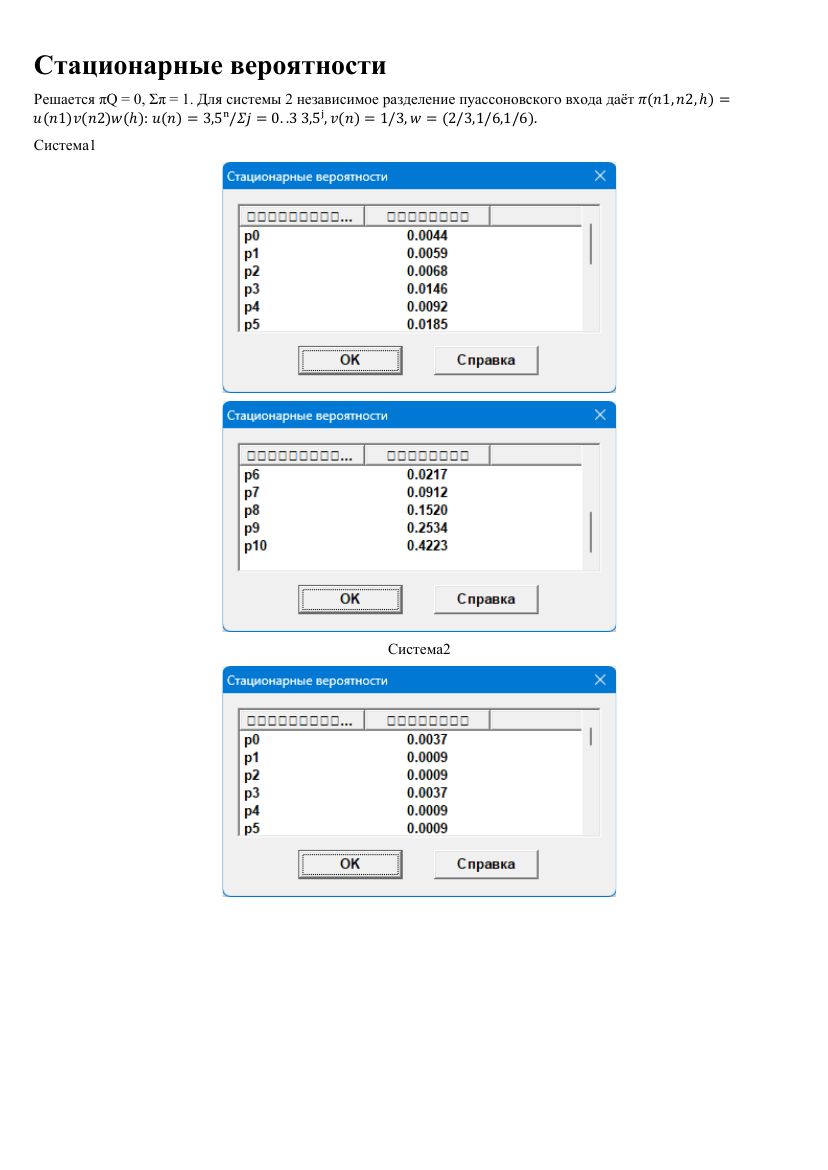 Стационарные вероятности
Решается πQ = 0, Σπ = 1. Для системы 2 независимое разделение пуассоновского входа даёт π(n1, n2, h) =
u(n1)v(n2)w(h): u(n) = 3,5ⁿ/Σj = 0. .3 3,5ʲ, v(n) = 1/3, w = (2/3,1/6,1/6).
Система1
Стационарные вероятности
□□□□□□□□□... □□□□□□□□
p0 0.0044
p1 0.0059
p2 0.0068
p3 0.0146
p4 0.0092
p5 0.0185
OK Справка
Стационарные вероятности
□□□□□□□□□... □□□□□□□□
p6 0.0217
p7 0.0912
p8 0.1520
p9 0.2534
p10 0.4223
OK Справка
Система2
Стационарные вероятности
□□□□□□□□□... □□□□□□□□
p0 0.0037
p1 0.0009
p2 0.0009
p3 0.0037
p4 0.0009
p5 0.0009
OK Справка